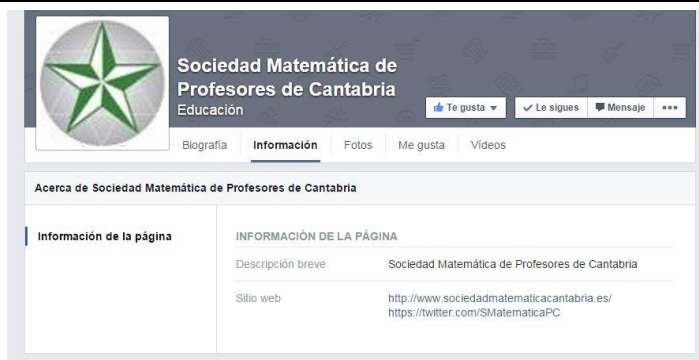 Sociedad Matemática de
Profesores de Cantabria
Educación
Te gusta
Le sigues
Mensaje
Biografía
Información
Fotos
Me gusta
Vídeos
Acerca de Sociedad Matemática de Profesores de Cantabria
Información de la página
INFORMACIÓN DE LA PÁGINA
Descripción breve
Sociedad Matemática de Profesores de Cantabria
Sitio web
http://www.sociedadmatematicacantabria.es/
https://twitter.com/SMatematicaPC